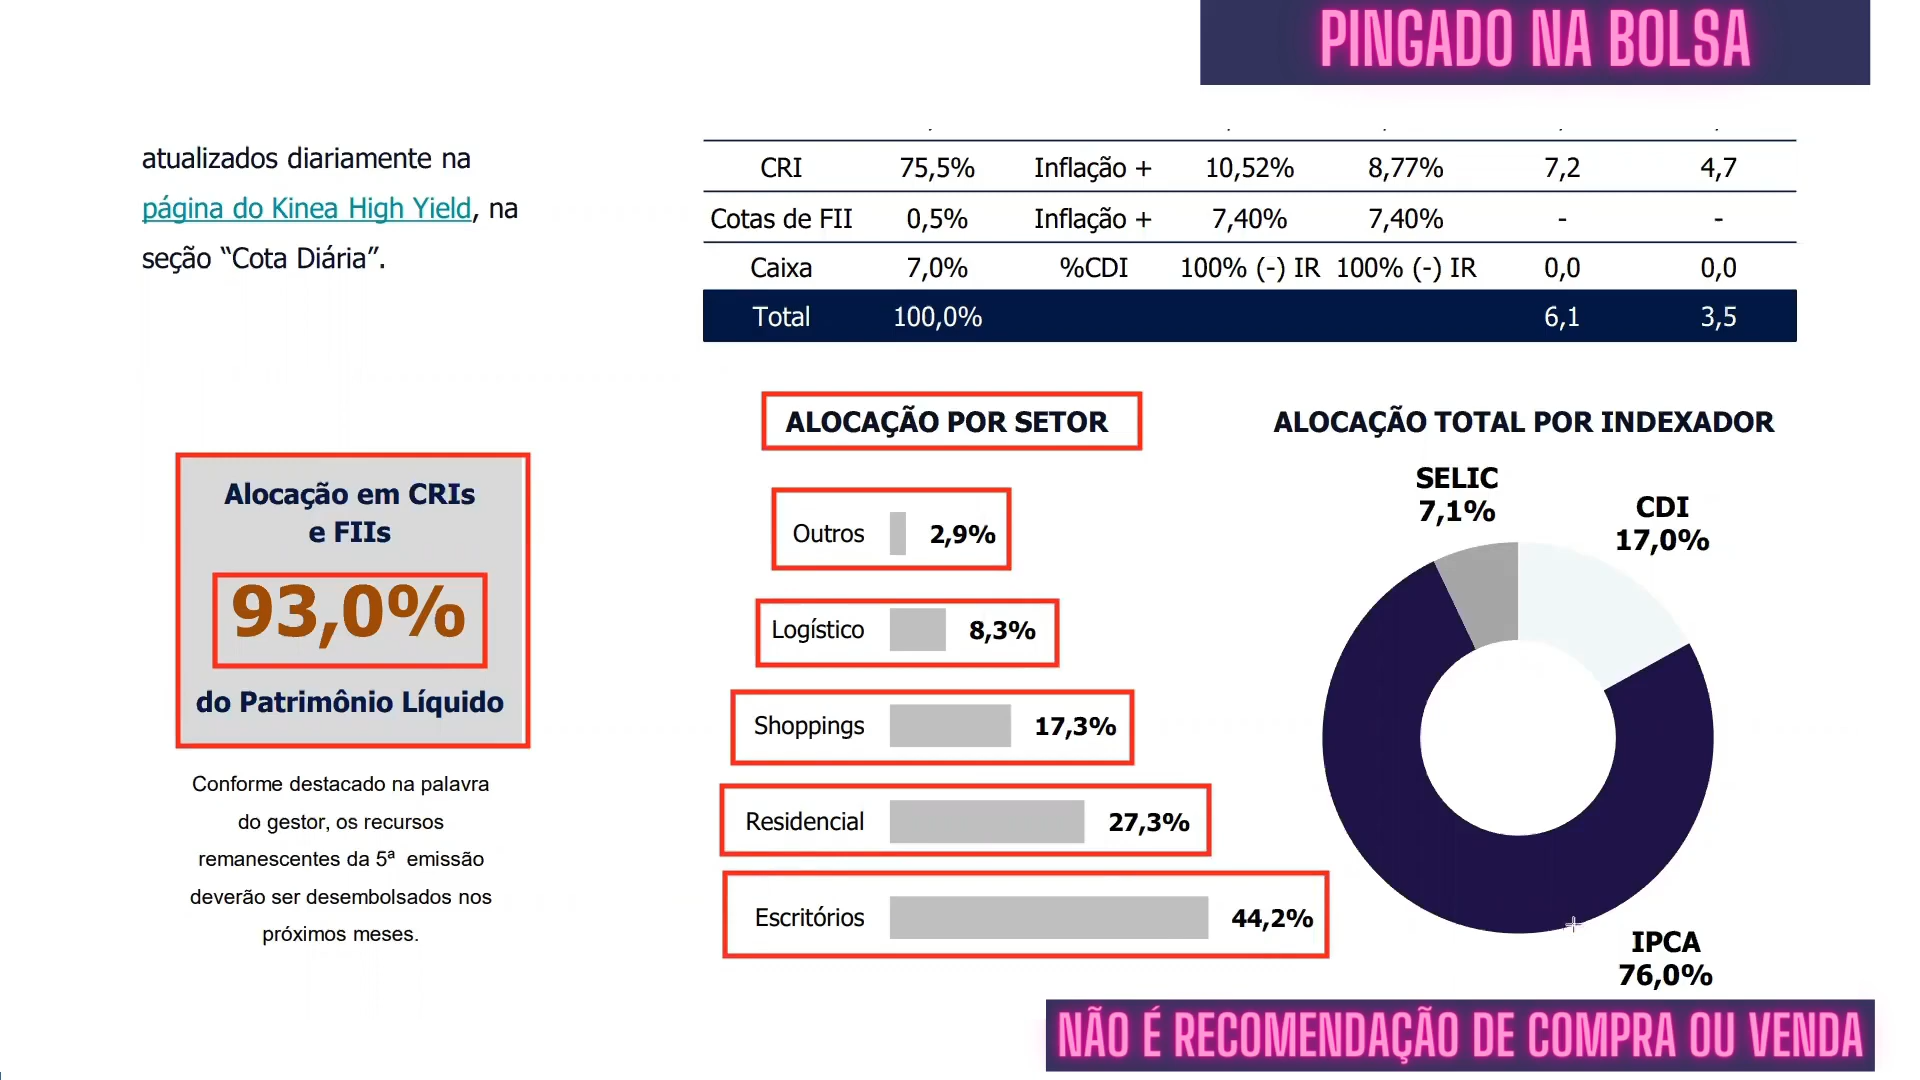 PINGADO NA BOLSA
atualizados diariamente na
página do Kinea High Yield, na
seção “Cota Diária”.
CRI 75,5% Inflação + 10,52% 8,77% 7,2 4,7
Cotas de FII 0,5% Inflação + 7,40% 7,40% - -
Caixa 7,0% %CDI 100% (-) IR 100% (-) IR 0,0 0,0
Total 100,0% 6,1 3,5
Alocação em CRIs
e FIIs
93,0%
do Patrimônio Líquido
Conforme destacado na palavra
do gestor, os recursos
remanescentes da 5ª emissão
deverão ser desembolsados nos
próximos meses.
ALOCAÇÃO POR SETOR
Outros 2,9%
Logístico 8,3%
Shoppings 17,3%
Residencial 27,3%
Escritórios 44,2%
ALOCAÇÃO TOTAL POR INDEXADOR
SELIC
7,1%
CDI
17,0%
IPCA
76,0%
NÃO É RECOMENDAÇÃO DE COMPRA OU VENDA